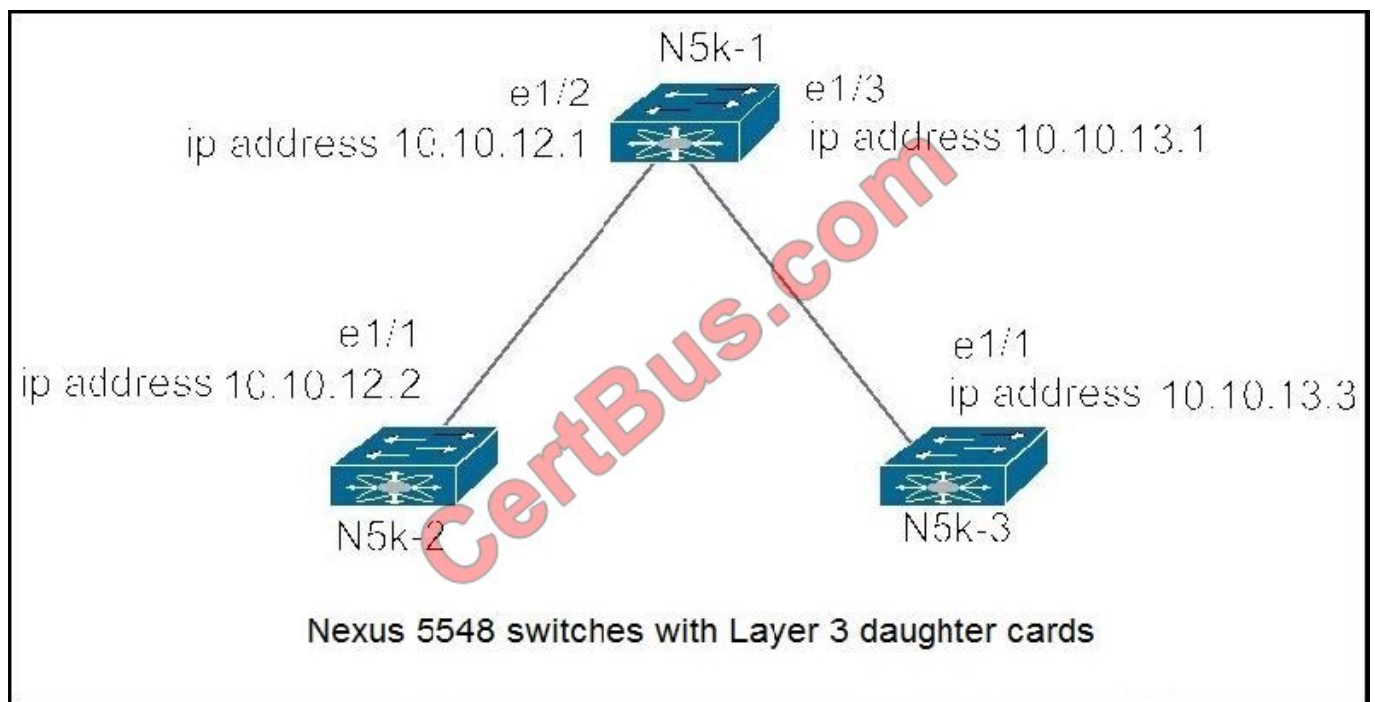 N5k-1
e1/2
ip address 10.10.12.1
e1/3
ip address 10.10.13.1
e1/1
ip address 10.10.12.2
e1/1
ip address 10.10.13.3
N5k-2
N5k-3
CertBus.com
Nexus 5548 switches with Layer 3 daughter cards